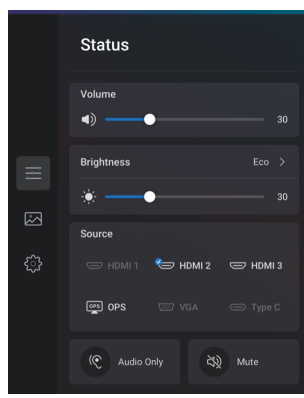 Status
Volume
30
Brightness Eco
30
Source
HDMI 1 HDMI 2 HDMI 3
OPS OPS VGA Type C
Audio Only Mute